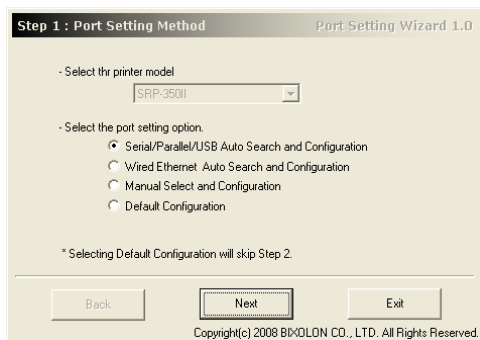 Step 1 : Port Setting Method Port Setting Wizard 1.0
- Select thr printer model
SRP-350II
- Select the port setting option.
Serial/Parallel/USB Auto Search and Configuration
Wired Ethernet Auto Search and Configuration
Manual Select and Configuration
Default Configuration
* Selecting Default Configuration will skip Step 2.
Back Next Exit
Copyright(c) 2008 BIXOLON CO., LTD. All Rights Reserved.